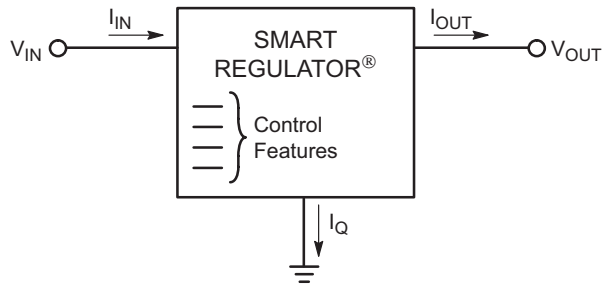 I_IN
I_OUT
V_IN
SMART
REGULATOR®
V_OUT
Control
Features
I_Q